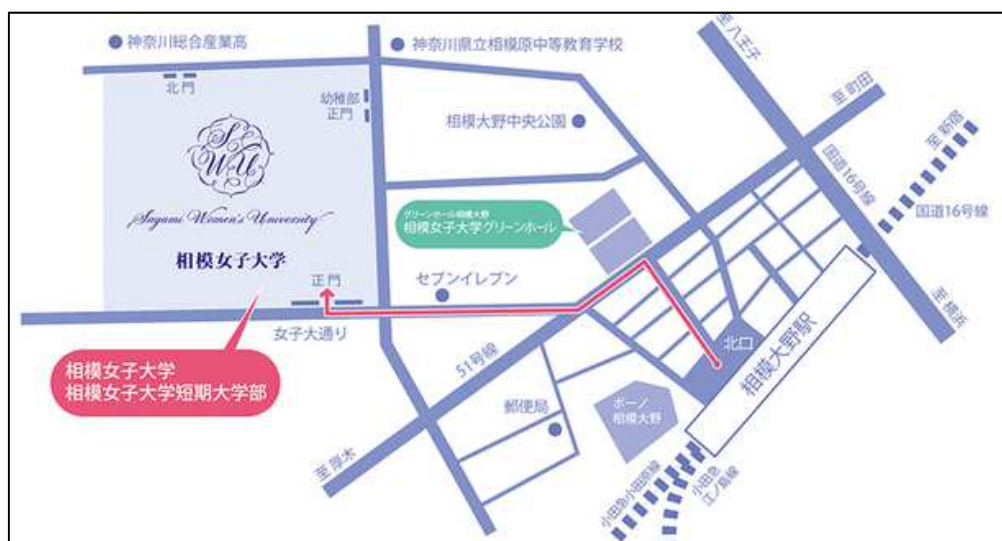 神奈川総合産業高
神奈川県立相模原中等教育学校
至八王子
至町田
至新宿
北門
幼稚部
正門
相模大野中央公園
国道16号線
国道16号線
SWU
Sagami Women's University
相模女子大学
グリーンホール相模大野
相模女子大学グリーンホール
正門
セブンイレブン
女子大通り
至横浜
北口
相模大野駅
51号線
相模女子大学
相模女子大学短期大学部
ボーノ
相模大野
郵便局
至厚木
小田急小田原線
小田急
江ノ島線